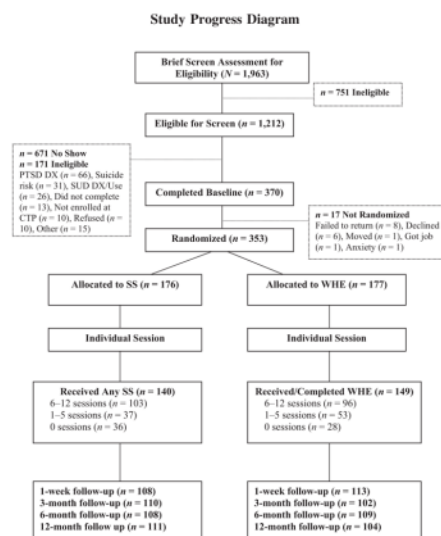 Study Progress Diagram
Brief Screen Assessment for
Eligibility (N = 1,963)
n = 751 Ineligible
Eligible for Screen (n = 1,212)
n = 671 No Show
n = 171 Ineligible
PTSD DX (n = 66), Suicide
risk (n = 31), SUD DX/Use
(n = 26), Did not complete
(n = 13), Not enrolled at
CTP (n = 10), Refused (n =
10), Other (n = 15)
Completed Baseline (n = 370)
n = 17 Not Randomized
Failed to return (n = 8), Declined
(n = 6), Moved (n = 1), Got job
(n = 1), Anxiety (n = 1)
Randomized (n = 353)
Allocated to SS (n = 176)
Allocated to WHE (n = 177)
Individual Session
Individual Session
Received Any SS (n = 140)
6–12 sessions (n = 103)
1–5 sessions (n = 37)
0 sessions (n = 36)
Received/Completed WHE (n = 149)
6–12 sessions (n = 96)
1–5 sessions (n = 53)
0 sessions (n = 28)
1-week follow-up (n = 108)
3-month follow-up (n = 110)
6-month follow-up (n = 108)
12-month follow up (n = 111)
1-week follow-up (n = 113)
3-month follow-up (n = 102)
6-month follow-up (n = 109)
12-month follow-up (n = 104)